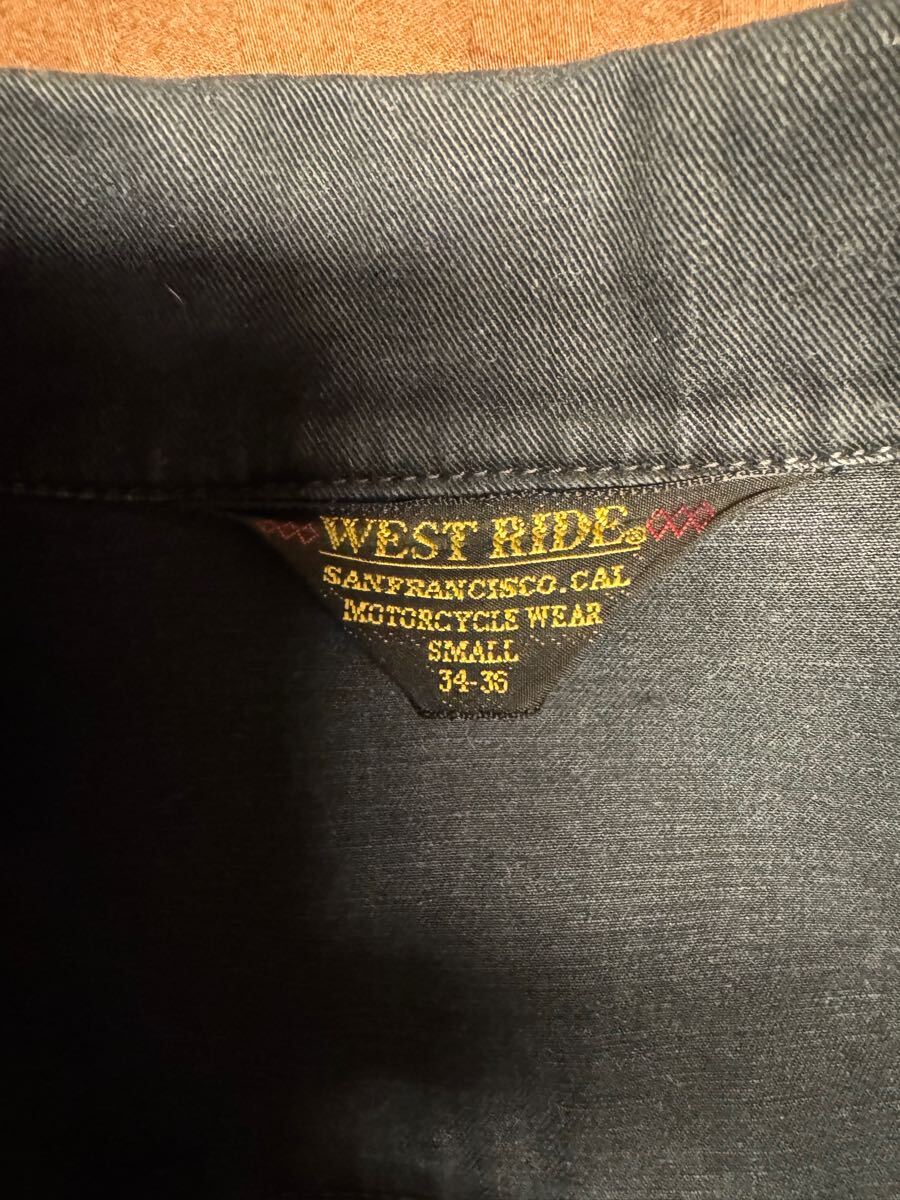 WEST RIDE®
SANFRANCISCO.CAL
MOTORCYCLE WEAR
SMALL
34-36